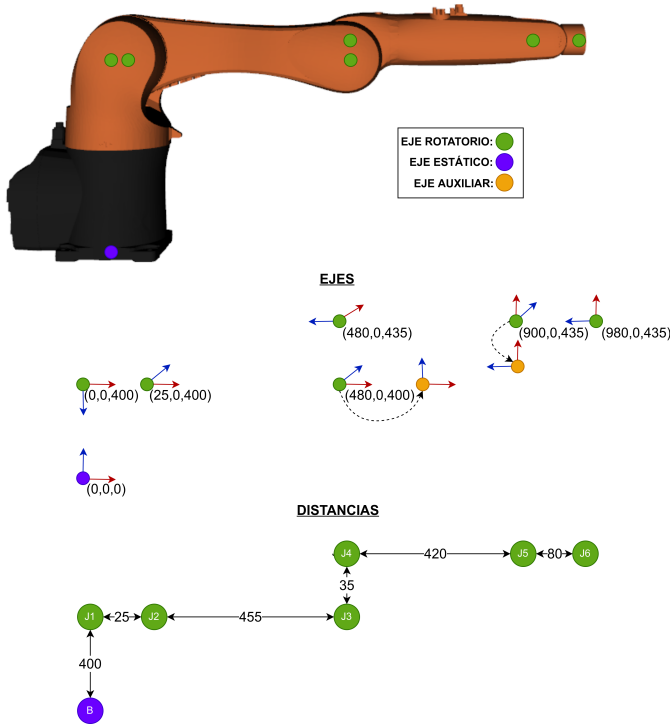 EJE ROTATORIO:
EJE ESTÁTICO:
EJE AUXILIAR:
EJES
(480,0,435)
(900,0,435)
(980,0,435)
(0,0,400)
(25,0,400)
(480,0,400)
(0,0,0)
DISTANCIAS
J4
420
J5
80
J6
35
J1
25
J2
455
J3
400
B